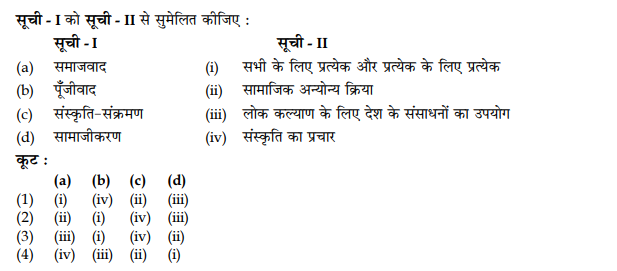 सूची - I को सूची - II से सुमेलित कीजिए :
सूची - I सूची - II
(a) समाजवाद (i) सभी के लिए प्रत्येक और प्रत्येक के लिए प्रत्येक
(b) पूँजीवाद (ii) सामाजिक अन्योन्य क्रिया
(c) संस्कृति-संक्रमण (iii) लोक कल्याण के लिए देश के संसाधनों का उपयोग
(d) सामाजीकरण (iv) संस्कृति का प्रचार
कूट :
(a) (b) (c) (d)
(1) (i) (iv) (ii) (iii)
(2) (ii) (i) (iv) (iii)
(3) (iii) (i) (iv) (ii)
(4) (iv) (iii) (ii) (i)